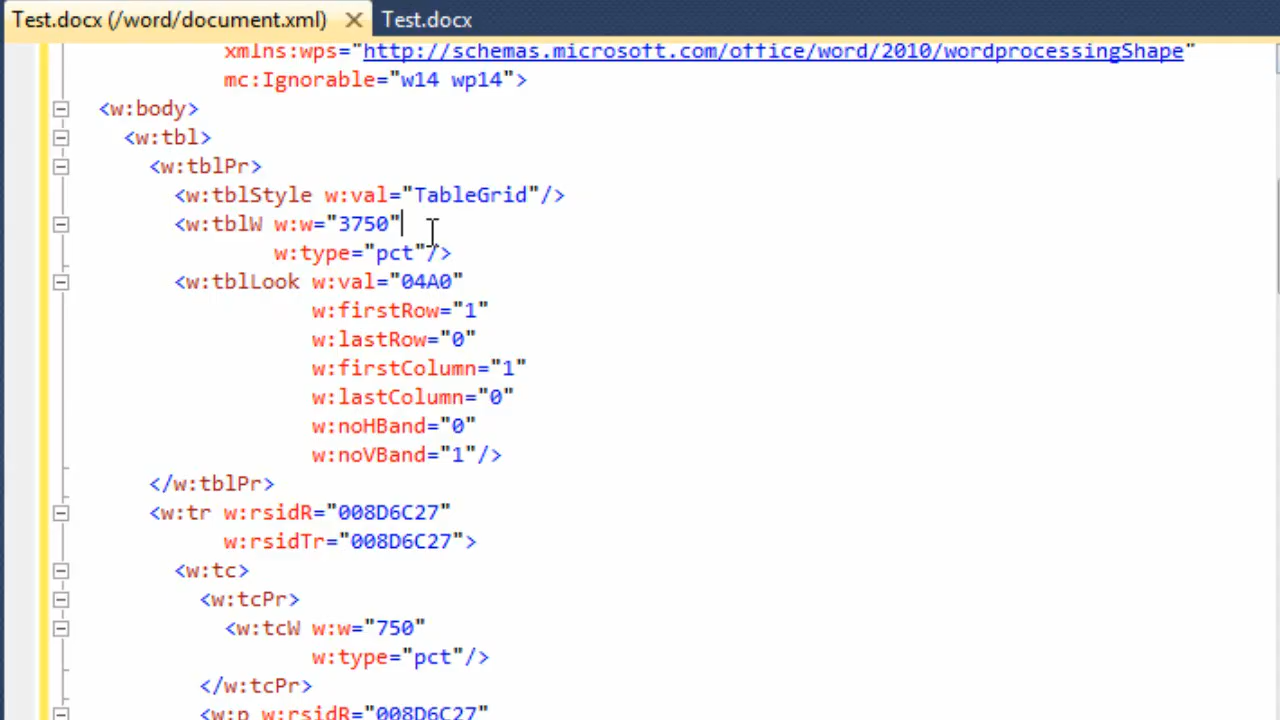 Test.docx (/word/document.xml) Test.docx
xmlns:wps="http://schemas.microsoft.com/office/word/2010/wordprocessingShape"
mc:Ignorable="w14 wp14">
<w:body>
<w:tbl>
<w:tblPr>
<w:tblStyle w:val="TableGrid"/>
<w:tblW w:w="3750"
w:type="pct"/>
<w:tblLook w:val="04A0"
w:firstRow="1"
w:lastRow="0"
w:firstColumn="1"
w:lastColumn="0"
w:noHBand="0"
w:noVBand="1"/>
</w:tblPr>
<w:tr w:rsidR="008D6C27"
w:rsidTr="008D6C27">
<w:tc>
<w:tcPr>
<w:tcW w:w="750"
w:type="pct"/>
</w:tcPr>
<w:p w:rsidR="008D6C27"